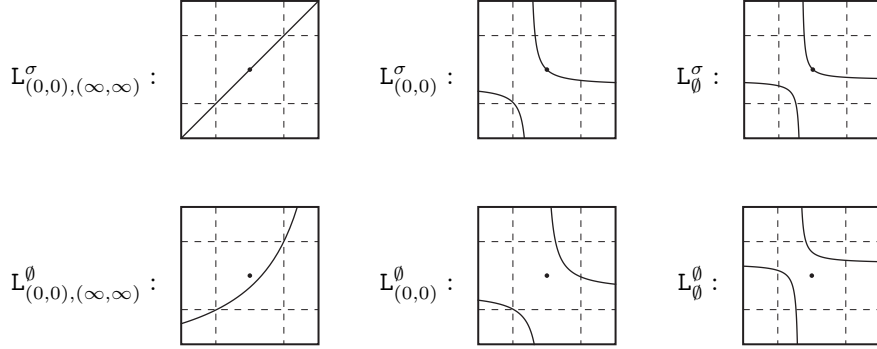 L^σ_{(0,0),(∞,∞)} : L^σ_{(0,0)} : L^σ_∅ :
L^∅_{(0,0),(∞,∞)} : L^∅_{(0,0)} : L^∅_∅ :